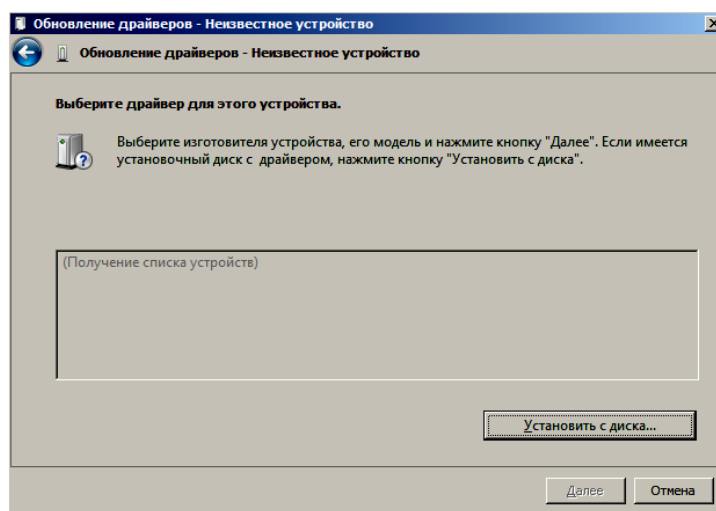 Обновление драйверов - Неизвестное устройство
Обновление драйверов - Неизвестное устройство
Выберите драйвер для этого устройства.
Выберите изготовителя устройства, его модель и нажмите кнопку "Далее". Если имеется
установочный диск с драйвером, нажмите кнопку "Установить с диска".
(Получение списка устройств)
Установить с диска...
Далее
Отмена